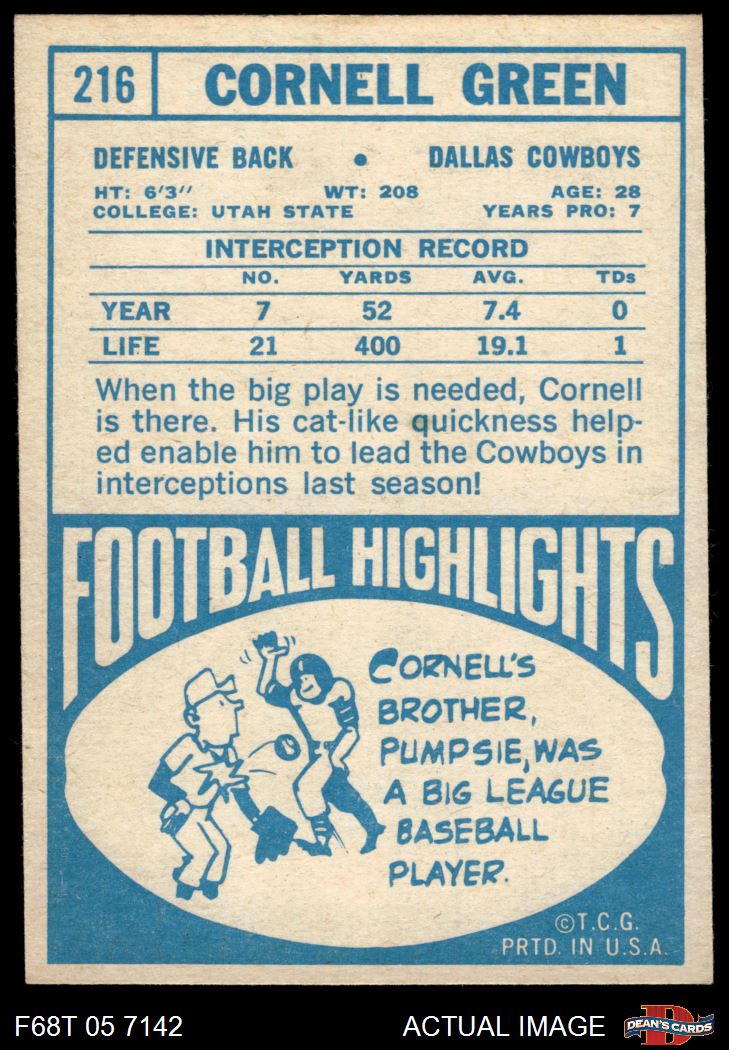 216 CORNELL GREEN
DEFENSIVE BACK • DALLAS COWBOYS
HT: 6'3" WT: 208 AGE: 28
COLLEGE: UTAH STATE YEARS PRO: 7
INTERCEPTION RECORD
NO. YARDS AVG. TDs
YEAR 7 52 7.4 0
LIFE 21 400 19.1 1
When the big play is needed, Cornell
is there. His cat-like quickness help-
ed enable him to lead the Cowboys in
interceptions last season!
FOOTBALL HIGHLIGHTS
CORNELL'S
BROTHER,
PUMPSIE, WAS
A BIG LEAGUE
BASEBALL
PLAYER.
©T.C.G.
PRTD. IN U.S.A.
F68T 05 7142 ACTUAL IMAGE D DEAN'S CARDS